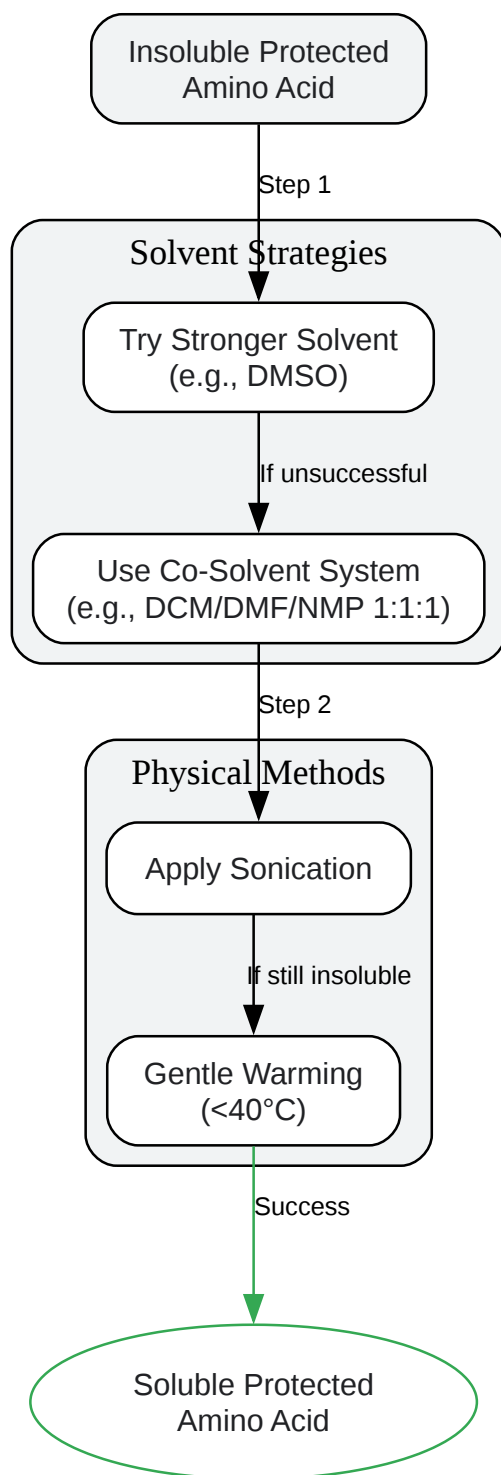 Insoluble Protected
Amino Acid
Step 1
Solvent Strategies
Try Stronger Solvent
(e.g., DMSO)
If unsuccessful
Use Co-Solvent System
(e.g., DCM/DMF/NMP 1:1:1)
Step 2
Physical Methods
Apply Sonication
If still insoluble
Gentle Warming
(<40°C)
Success
Soluble Protected
Amino Acid